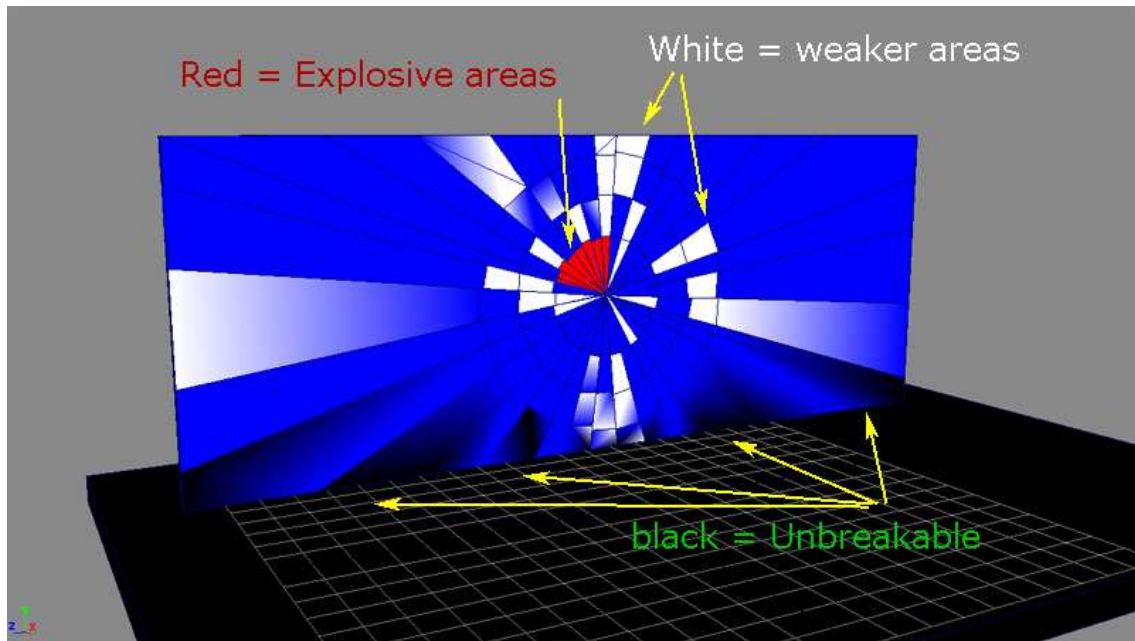 White = weaker areas
Red = Explosive areas
black = Unbreakable
z x